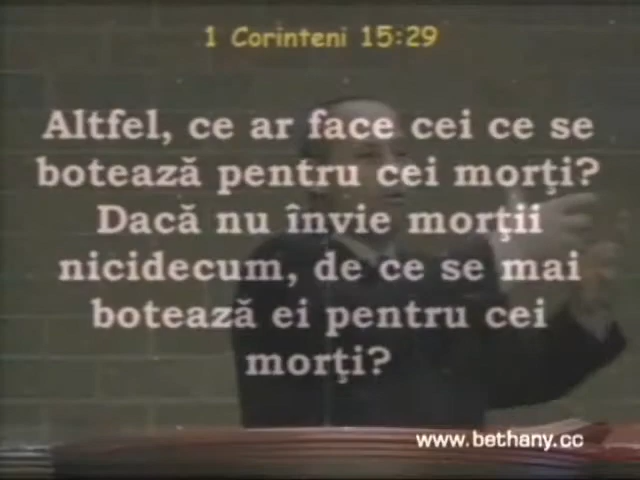 1 Corinteni 15:29
Altfel, ce ar face cei ce se
botează pentru cei morţi?
Dacă nu învie morţii
nicidecum, de ce se mai
botează ei pentru cei
morţi?
www.bethany.cc